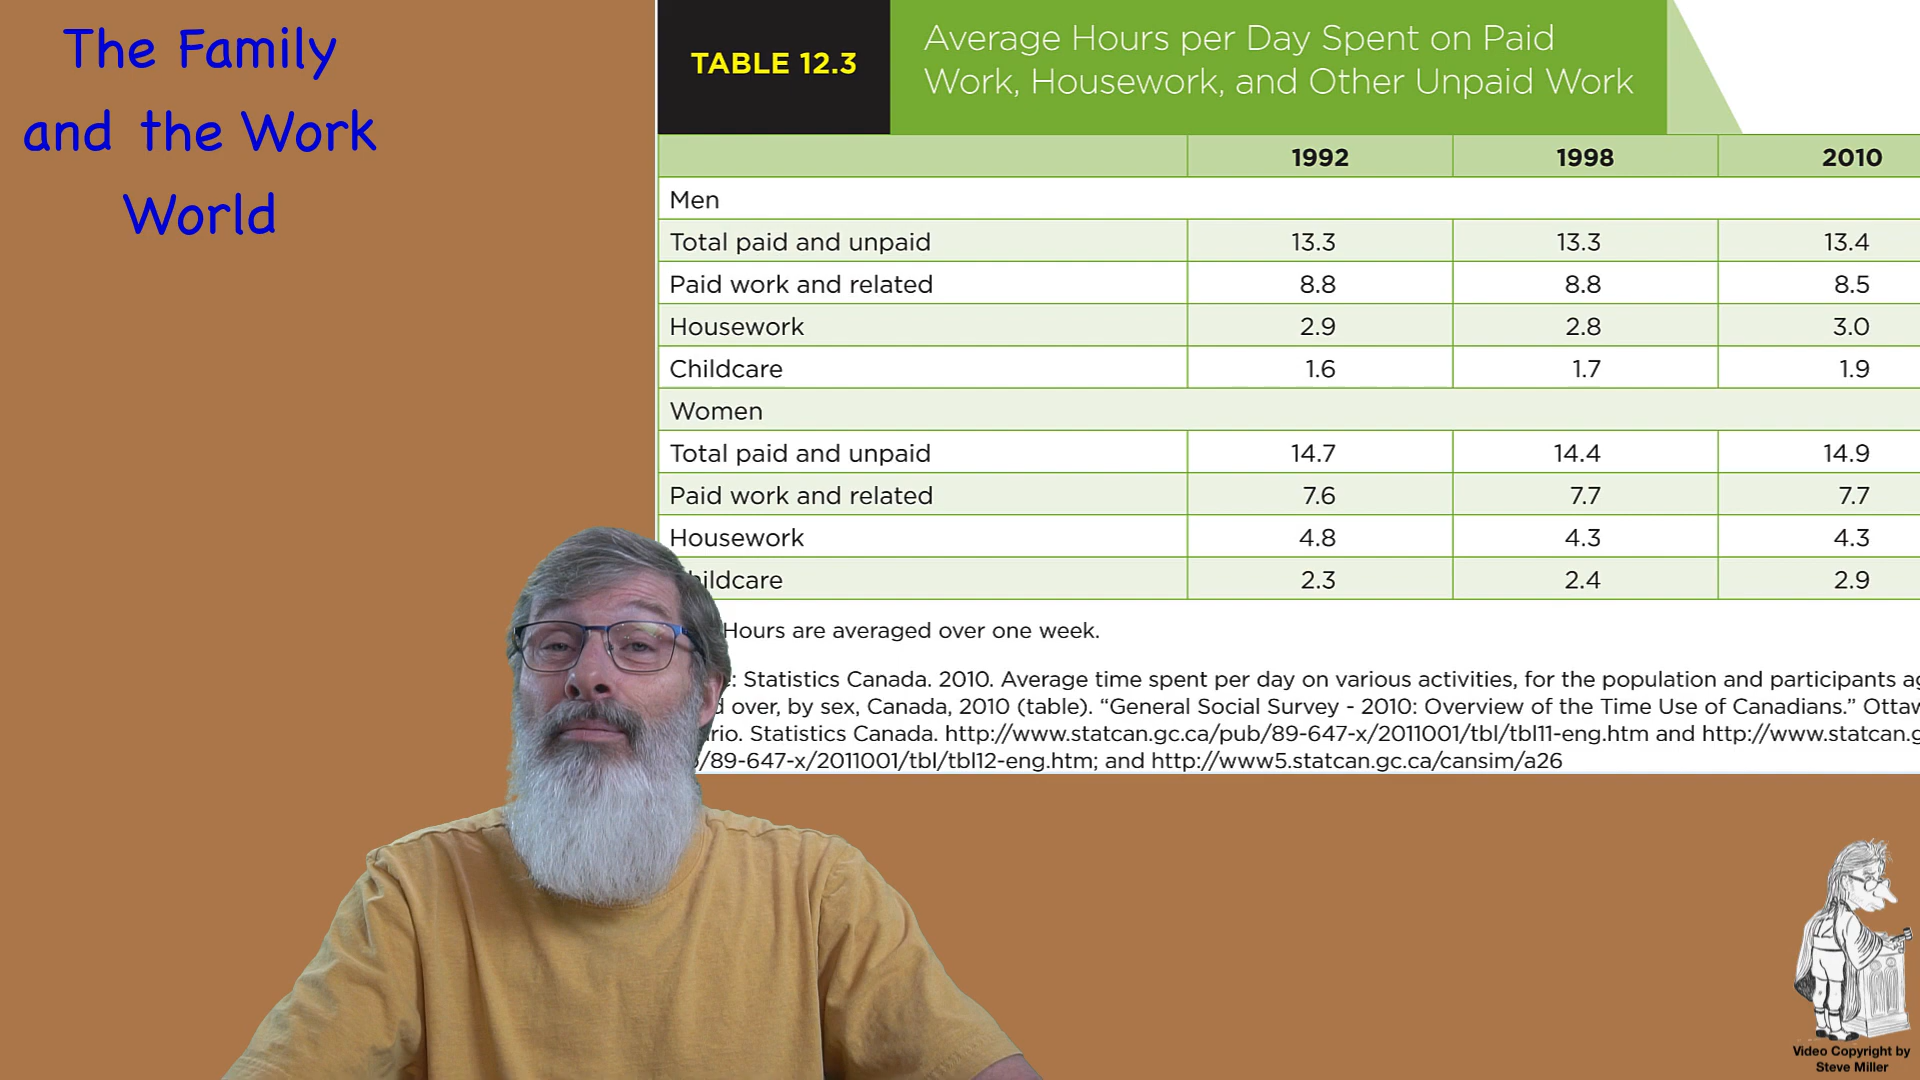 The Family
and the Work
World
TABLE 12.3
Average Hours per Day Spent on Paid
Work, Housework, and Other Unpaid Work
1992 1998 2010
Men
Total paid and unpaid 13.3 13.3 13.4
Paid work and related 8.8 8.8 8.5
Housework 2.9 2.8 3.0
Childcare 1.6 1.7 1.9
Women
Total paid and unpaid 14.7 14.4 14.9
Paid work and related 7.6 7.7 7.7
Housework 4.8 4.3 4.3
ildcare 2.3 2.4 2.9
Hours are averaged over one week.
: Statistics Canada. 2010. Average time spent per day on various activities, for the population and participants
over, by sex, Canada, 2010 (table). “General Social Survey - 2010: Overview of the Time Use of Canadians.”
rio. Statistics Canada. http://www.statcan.gc.ca/pub/89-647-x/2011001/tbl/tbl11-eng.htm and http://www.statcan.g
/89-647-x/2011001/tbl/tbl12-eng.htm; and http://www5.statcan.gc.ca/cansim/a26
Video Copyright by
Steve Miller